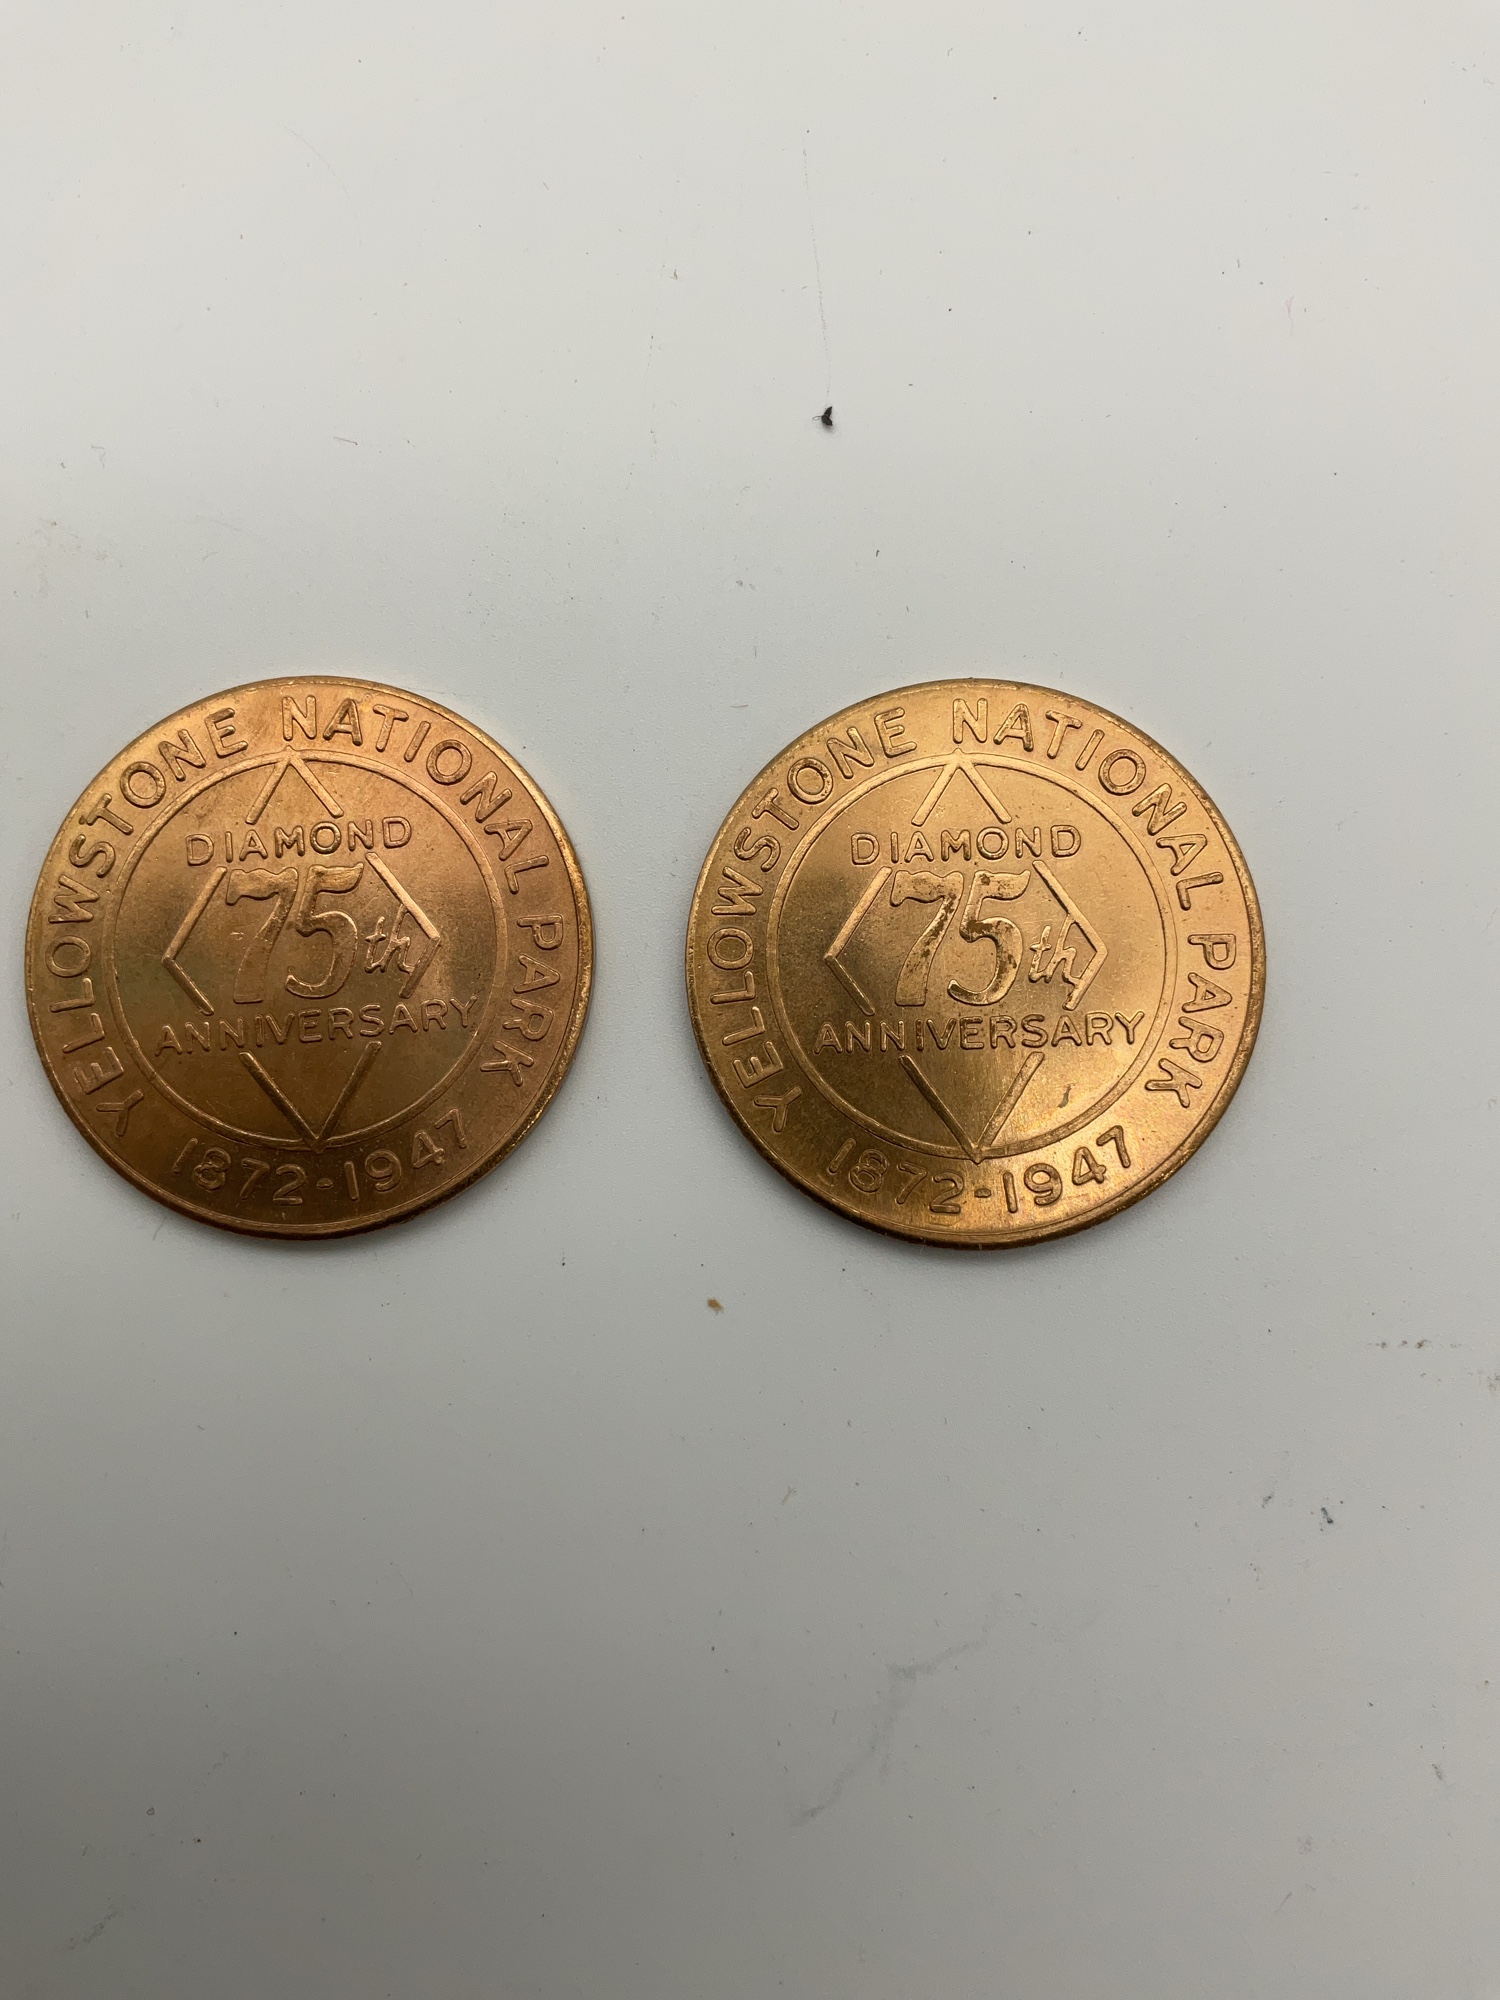 YELLOWSTONE NATIONAL PARK
DIAMOND
75th
ANNIVERSARY
1872-1947
YELLOWSTONE NATIONAL PARK
DIAMOND
75th
ANNIVERSARY
1872-1947